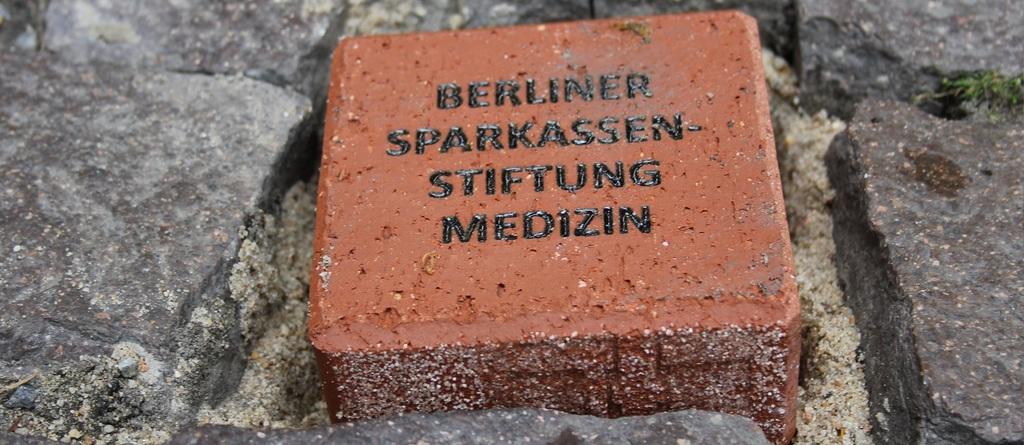 BERLINER
SPARKASSEN-
STIFTUNG
MEDIZIN